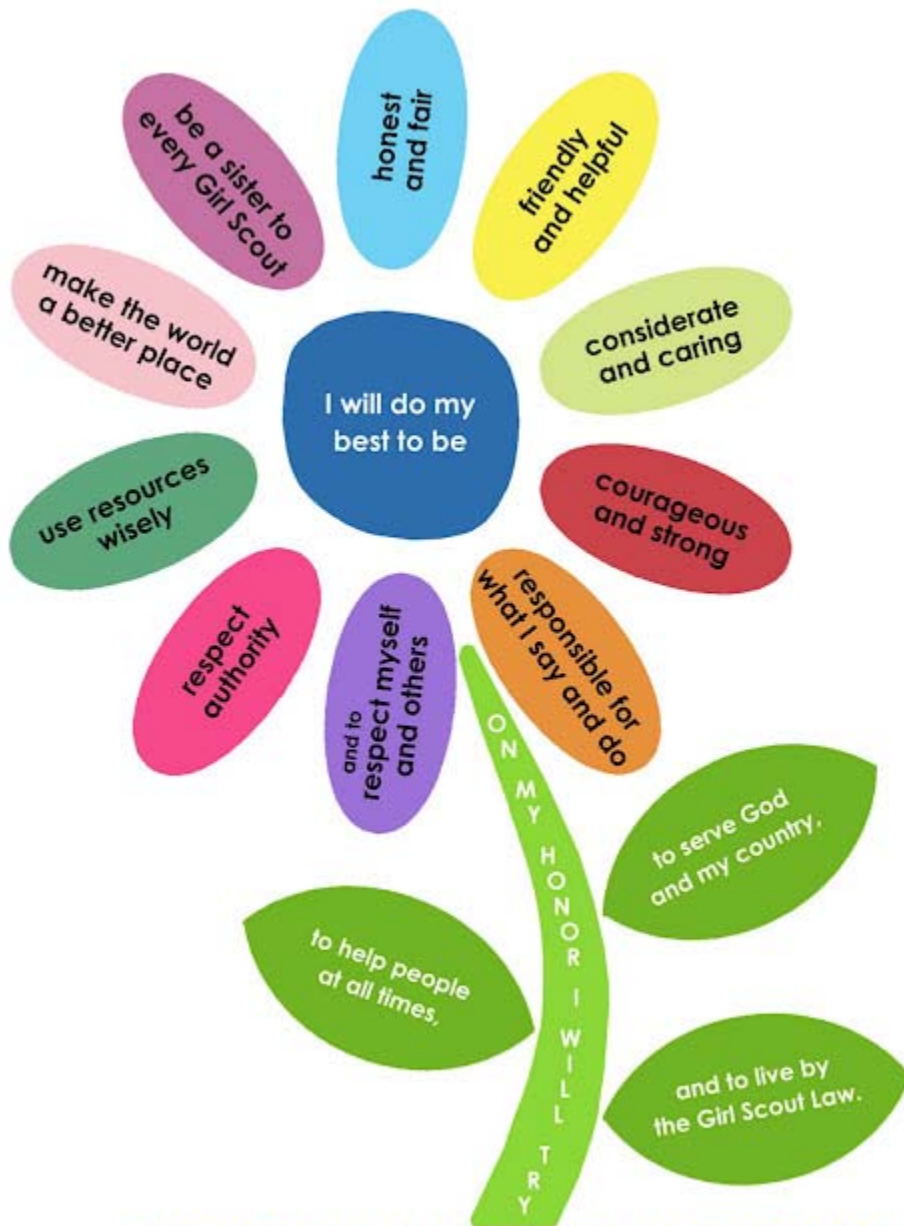 I will do my
best to be
honest
and fair
friendly
and helpful
considerate
and caring
courageous
and strong
responsible for
what I say and do
and to
respect myself
and others
respect
authority
use resources
wisely
make the world
a better place
be a sister to
every Girl Scout
ON MY HONOR I WILL TRY
to serve God
and my country,
to help people
at all times,
and to live by
the Girl Scout Law.